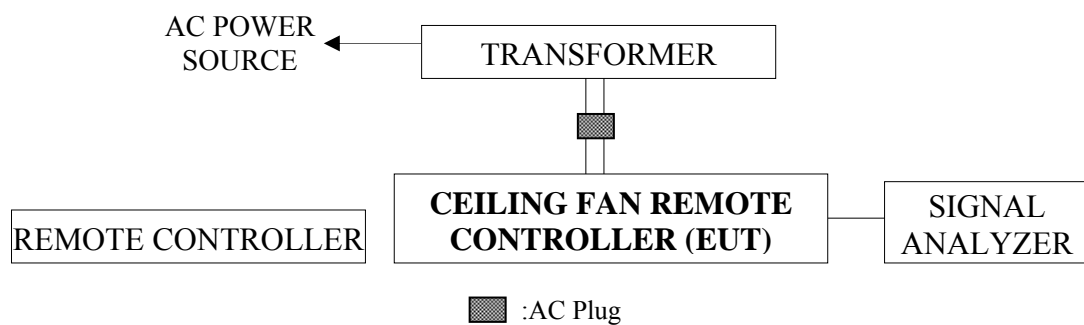 AC POWER
SOURCE
TRANSFORMER
CEILING FAN REMOTE
CONTROLLER (EUT)
SIGNAL
ANALYZER
REMOTE CONTROLLER
:AC Plug